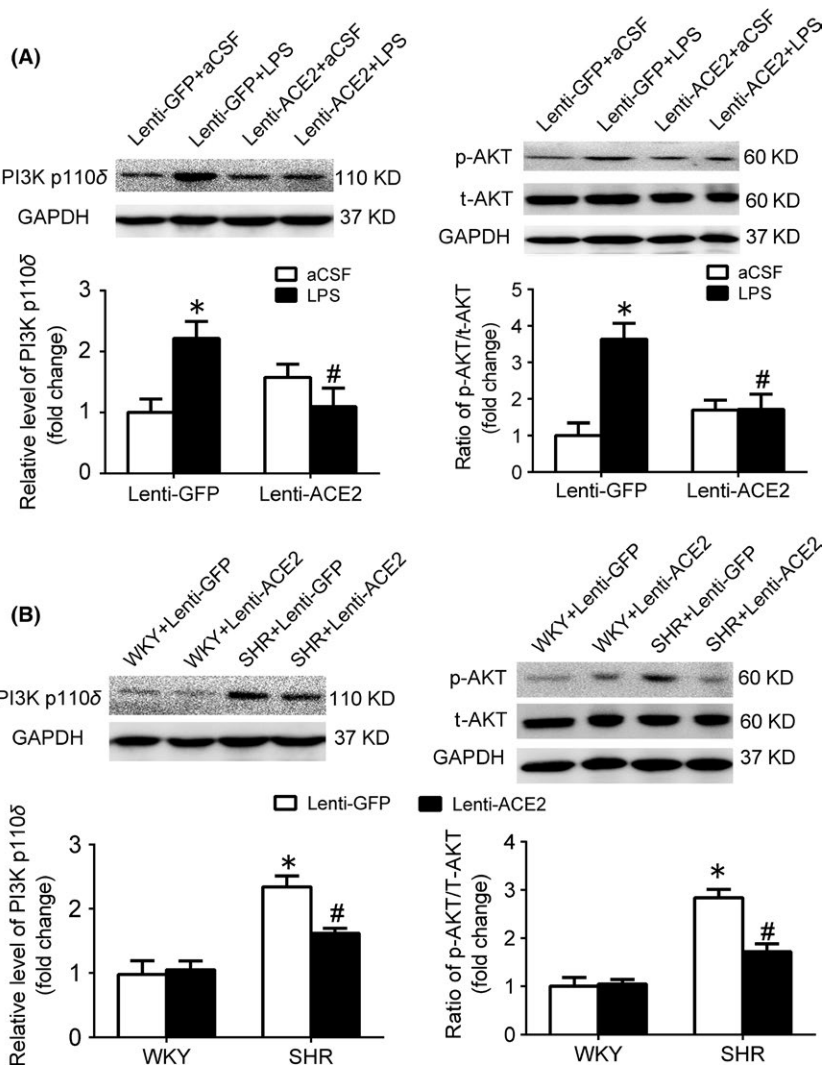 (A)
Lenti-GFP+aCSF
Lenti-GFP+LPS
Lenti-ACE2+aCSF
Lenti-ACE2+LPS
PI3K p110δ 110 KD
GAPDH 37 KD
aCSF
LPS
Relative level of PI3K p110δ
(fold change)
3
2
1
0
Lenti-GFP Lenti-ACE2
*
#
Lenti-GFP+aCSF
Lenti-GFP+LPS
Lenti-ACE2+aCSF
Lenti-ACE2+LPS
p-AKT 60 KD
t-AKT 60 KD
GAPDH 37 KD
aCSF
LPS
Ratio of p-AKT/t-AKT
(fold change)
5
4
3
2
1
0
*
#
Lenti-GFP Lenti-ACE2
(B)
WKY+Lenti-GFP
WKY+Lenti-ACE2
SHR+Lenti-GFP
SHR+Lenti-ACE2
PI3K p110δ 110 KD
GAPDH 37 KD
WKY+Lenti-GFP
WKY+Lenti-ACE2
SHR+Lenti-GFP
SHR+Lenti-ACE2
p-AKT 60 KD
t-AKT 60 KD
GAPDH 37 KD
Lenti-GFP Lenti-ACE2
Relative level of PI3K p110δ
(fold change)
3
2
1
0
*
#
WKY SHR
Ratio of p-AKT/T-AKT
(fold change)
4
3
2
1
0
*
#
WKY SHR